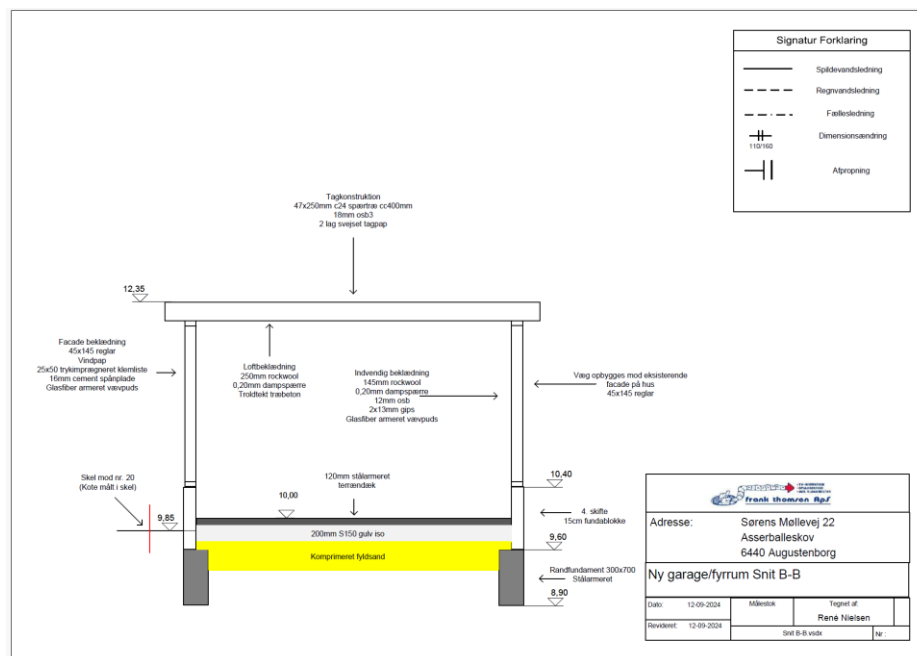 Signatur Forklaring
Spildevandsledning
Regnvandsledning
Fællesledning
Dimensionsændring
110/160
Afpropning
Tagkonstruktion
47x250mm c24 spærtræ cc400mm
18mm osb3
2 lag svejset tagpap
12,35
Facade beklædning
45x145 reglar
Vindpap
25x50 trykimprægneret klemliste
16mm cement spånplade
Glasfiber armeret vævpuds
Loftbeklædning
250mm rockwool
0,20mm dampspærre
Troldtekt træbeton
Indvendig beklædning
145mm rockwool
0,20mm dampspærre
12mm osb
2x13mm gips
Glasfiber armeret vævpuds
Væg opbygges mod eksisterende
facade på hus
45x145 reglar
Skel mod nr. 20
(Kote målt i skel)
9,85
120mm stålarmeret
terrændæk
10,00
10,40
200mm S150 gulv iso
4. skifte
15cm fundablokke
9,60
Komprimeret fyldsand
Randfundament 300x700
Stålarmeret
8,90
frank thomsen ApS
Adresse:
Sørens Møllevej 22
Asserballeskov
6440 Augustenborg
Ny garage/fyrrum Snit B-B
Dato: 12-09-2024
Målestok
Tegnet af:
René Nielsen
Revideret: 12-09-2024
Snit B-B.vsdx
Nr :